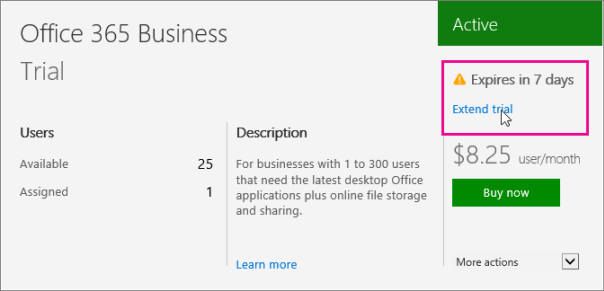 Office 365 Business
Trial
Active
Expires in 7 days
Extend trial
$8.25 user/month
Buy now
More actions
Users
Available 25
Assigned 1
Description
For businesses with 1 to 300 users
that need the latest desktop Office
applications plus online file storage
and sharing.
Learn more